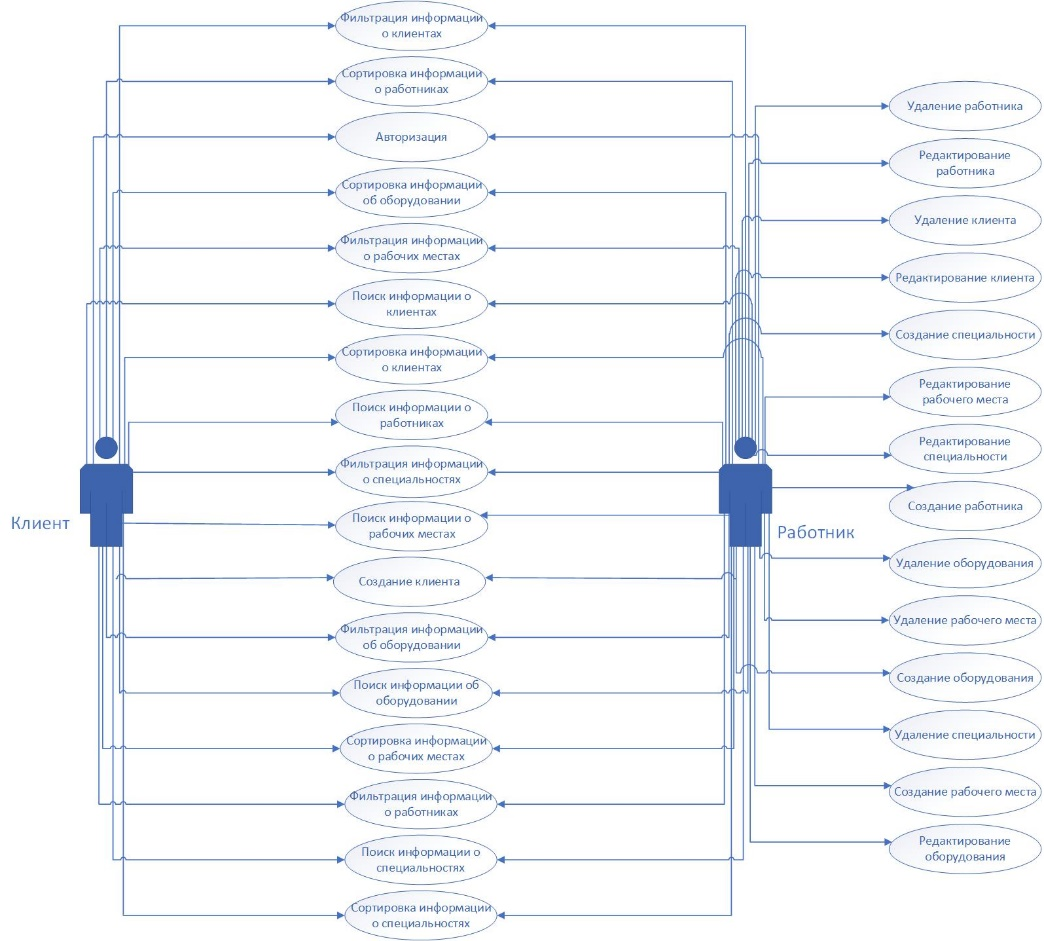 Фильтрация информации
о клиентах
Сортировка информации
о работниках
Авторизация
Сортировка информации
об оборудовании
Фильтрация информации
о рабочих местах
Поиск информации о
клиентах
Сортировка информации
о клиентах
Поиск информации о
работниках
Фильтрация информации
о специальностях
Поиск информации о
рабочих местах
Создание клиента
Фильтрация информации
об оборудовании
Поиск информации об
оборудовании
Сортировка информации
о рабочих местах
Фильтрация информации
о работниках
Поиск информации о
специальностях
Сортировка информации
о специальностях
Клиент
Работник
Удаление работника
Редактирование
работника
Удаление клиента
Редактирование клиента
Создание специальности
Редактирование
рабочего места
Редактирование
специальности
Создание работника
Удаление оборудования
Удаление рабочего места
Создание оборудования
Удаление специальности
Создание рабочего места
Редактирование
оборудования